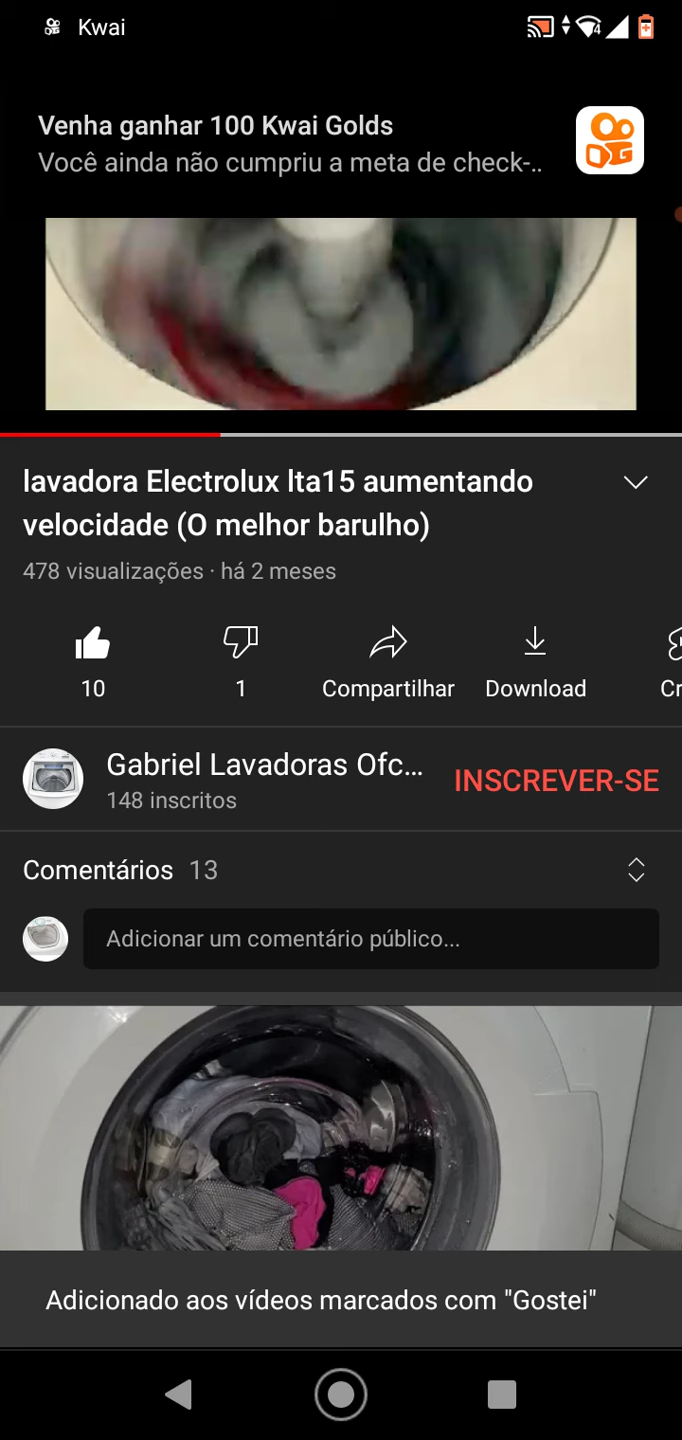 Kwai
4
Venha ganhar 100 Kwai Golds
Você ainda não cumpriu a meta de check-..
lavadora Electrolux lta15 aumentando
velocidade (O melhor barulho)
478 visualizações · há 2 meses
10
1
Compartilhar
Download
Cr
Gabriel Lavadoras Ofc...
INSCREVER-SE
148 inscritos
Comentários 13
Adicionar um comentário público...
Adicionado aos vídeos marcados com "Gostei"